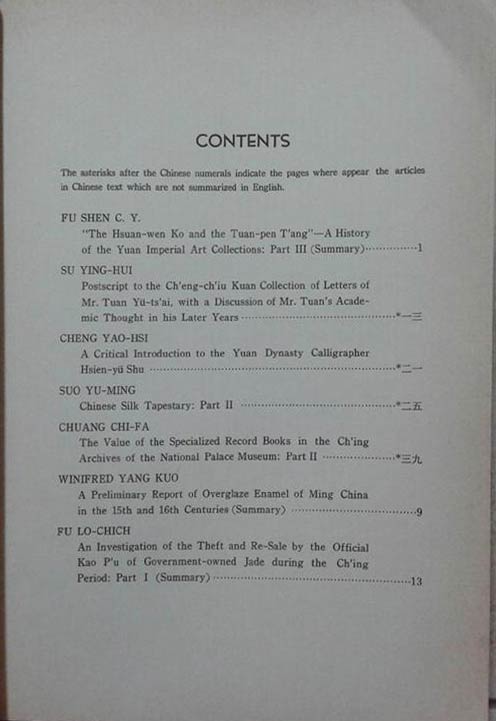 CONTENTS
The asterisks after the Chinese numerals indicate the pages where appear the articles
in Chinese text which are not summarized in English.
FU SHEN C. Y.
"The Hsuan-wen Ko and the Tuan-pen T'ang"—A History
of the Yuan Imperial Art Collections: Part III (Summary)···············1
SU YING-HUI
Postscript to the Ch'eng-ch'iu Kuan Collection of Letters of
Mr. Tuan Yü-ts'ai, with a Discussion of Mr. Tuan's Acade-
mic Thought in his Later Years ············································*一三
CHENG YAO-HSI
A Critical Introduction to the Yuan Dynasty Calligrapher
Hsien-yü Shu ······································································*二一
SUO YU-MING
Chinese Silk Tapestary: Part II ············································*二五
CHUANG CHI-FA
The Value of the Specialized Record Books in the Ch'ing
Archives of the National Palace Museum: Part II ····················*三九
WINIFRED YANG KUO
A Preliminary Report of Overglaze Enamel of Ming China
in the 15th and 16th Centuries (Summary) ···································9
FU LO-CHICH
An Investigation of the Theft and Re-Sale by the Official
Kao P'u of Government-owned Jade during the Ch'ing
Period: Part I (Summary)························································13